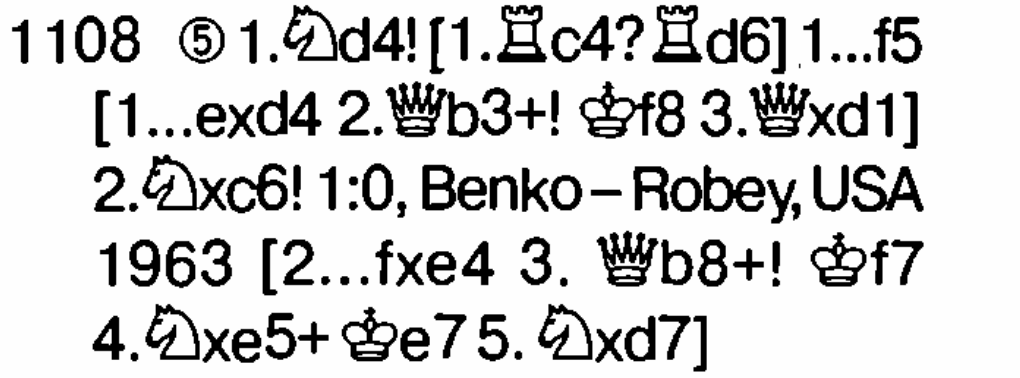 1108 ⑤ 1.♘d4! [1.♖c4? ♖d6] 1...f5
[1...exd4 2.♕b3+! ♔f8 3.♕xd1]
2.♘xc6! 1:0, Benko – Robey, USA
1963 [2...fxe4 3. ♕b8+! ♔f7
4.♘xe5+ ♔e7 5. ♘xd7]